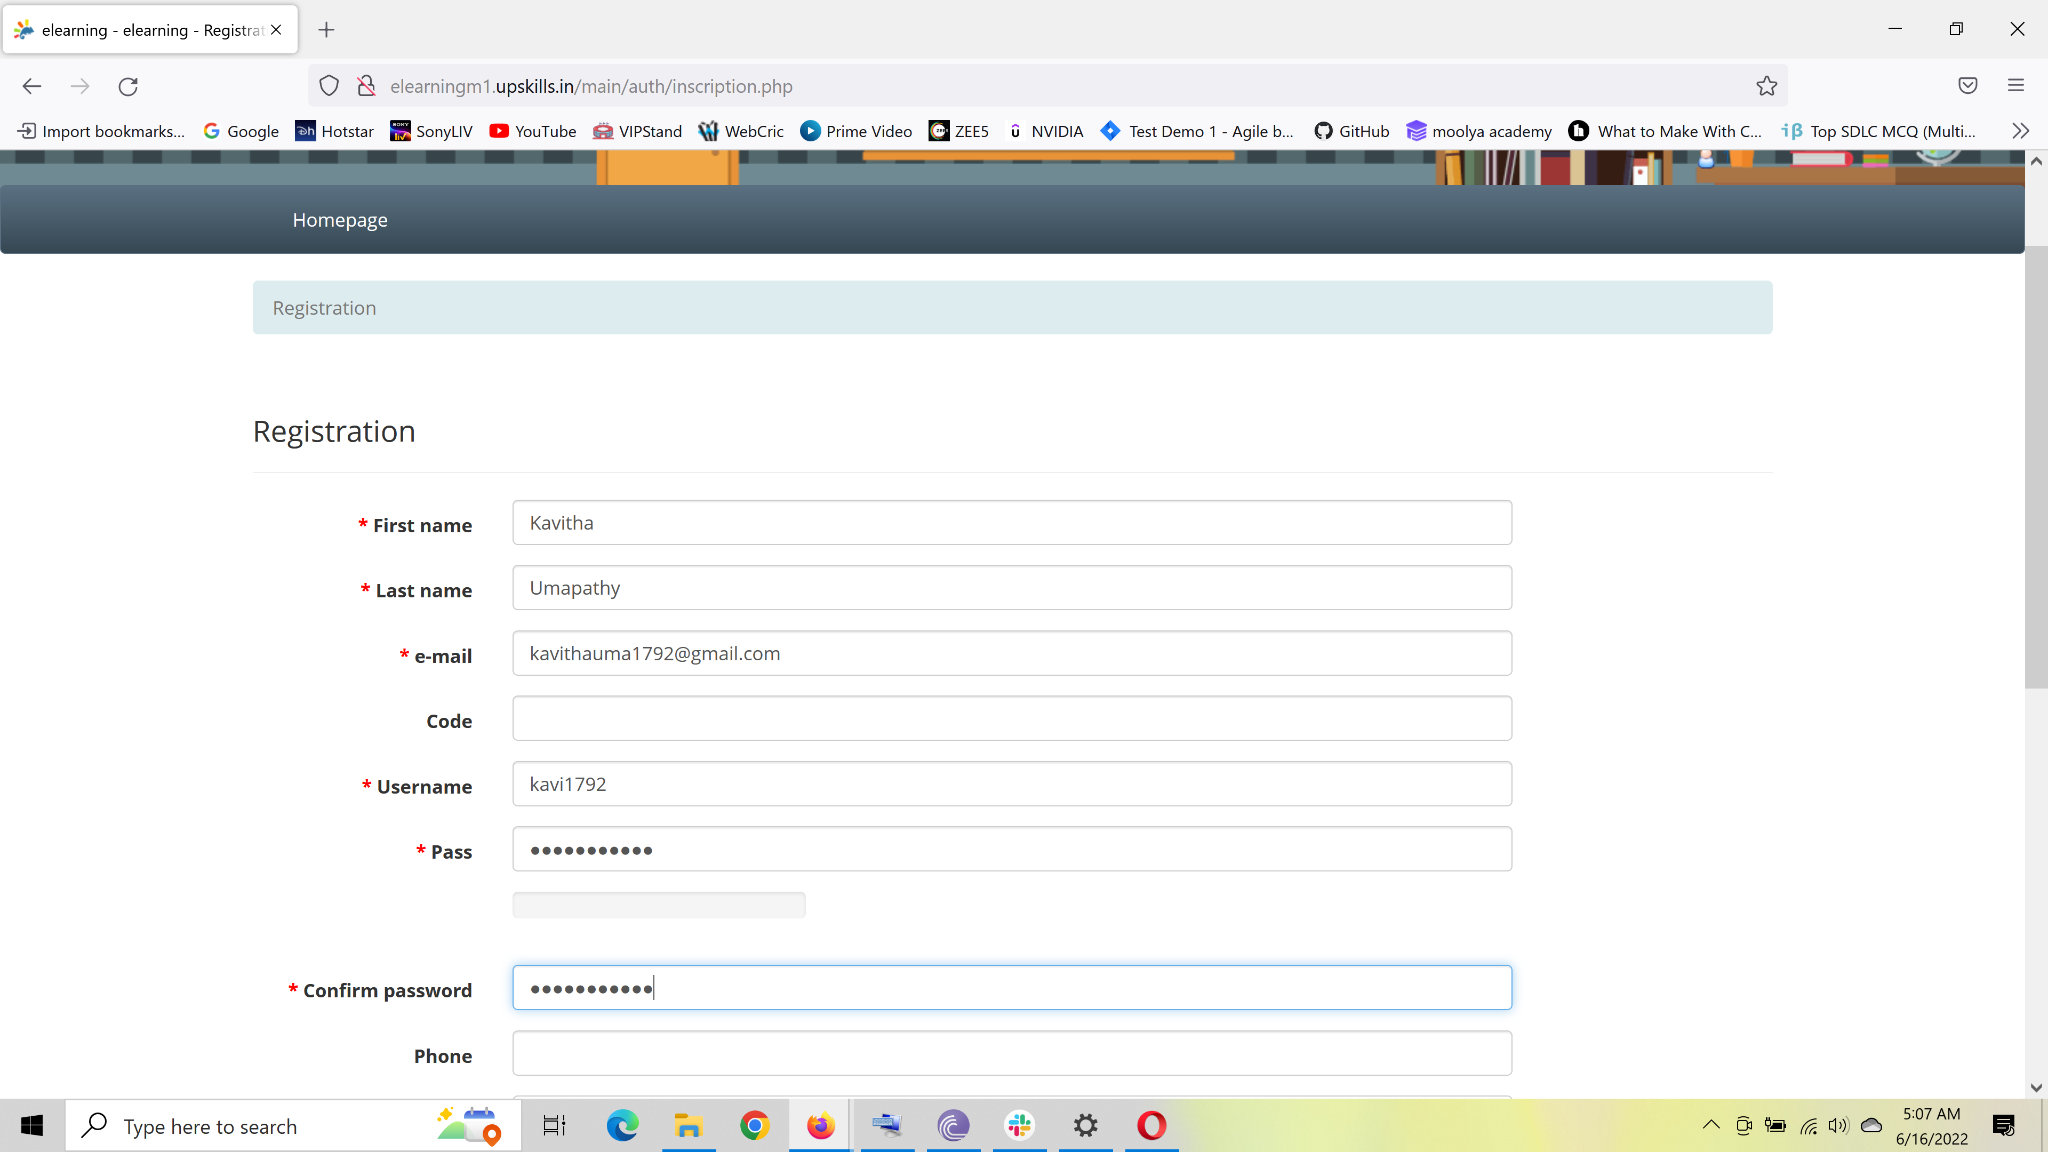 elearning - elearning - Registrat
elearningm1.upskills.in/main/auth/inscription.php
Import bookmarks... Google Hotstar SonyLIV YouTube VIPStand WebCric Prime Video ZEE5 NVIDIA Test Demo 1 - Agile b... GitHub moolya academy What to Make With C... Top SDLC MCQ (Multi...
Homepage
Registration
Registration
* First name Kavitha
* Last name Umapathy
* e-mail kavithauma1792@gmail.com
Code
* Username kavi1792
* Pass •••••••••••
* Confirm password •••••••••••
Phone
Type here to search
5:07 AM
6/16/2022